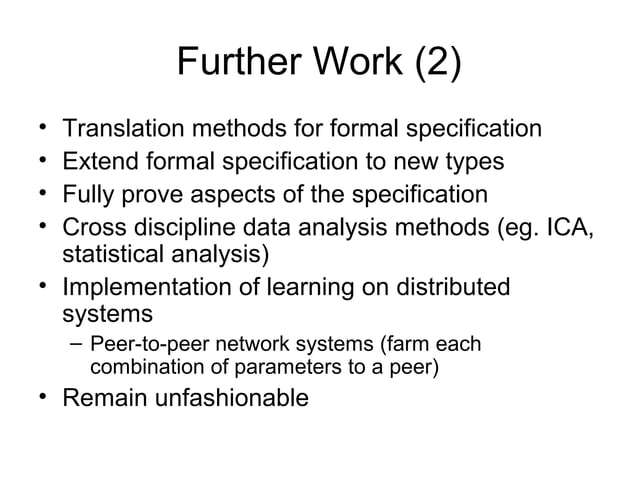 Further Work (2)
• Translation methods for formal specification
• Extend formal specification to new types
• Fully prove aspects of the specification
• Cross discipline data analysis methods (eg. ICA,
statistical analysis)
• Implementation of learning on distributed
systems
– Peer-to-peer network systems (farm each
combination of parameters to a peer)
• Remain unfashionable